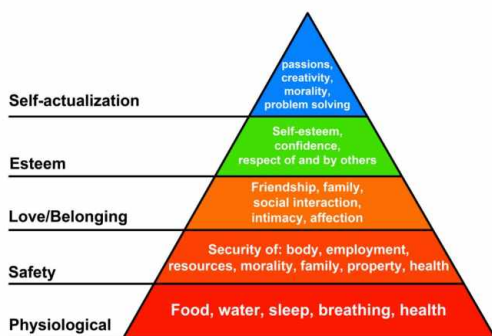 passions,
creativity,
morality,
problem solving
Self-actualization
Self-esteem,
confidence,
respect of and by others
Esteem
Friendship, family,
social interaction,
intimacy, affection
Love/Belonging
Security of: body, employment,
resources, morality, family, property, health
Safety
Food, water, sleep, breathing, health
Physiological